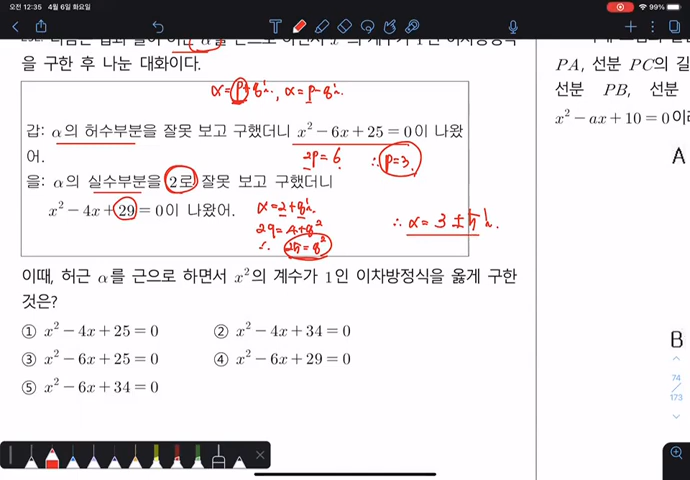 오전 12:35 4월 6일 화요일
99%
을 구한 후 나눈 대화이다.
α=p+qi, α=p-qi.
갑: α의 허수부분을 잘못 보고 구했더니 x²-6x+25=0이 나왔
어.
2p=6 ∴ p=3
을: α의 실수부분을 2로 잘못 보고 구했더니
x²-4x+29=0이 나왔어.
α=2+qi.
29=4+q²
∴ 25=q²
∴ α=3±5i.
이때, 허근 α를 근으로 하면서 x²의 계수가 1인 이차방정식을 옳게 구한
것은?
① x²-4x+25=0 ② x²-4x+34=0
③ x²-6x+25=0 ④ x²-6x+29=0
⑤ x²-6x+34=0
PA, 선분 PC의 길
선분 PB, 선분
x²-ax+10=0이
A
B
74
173